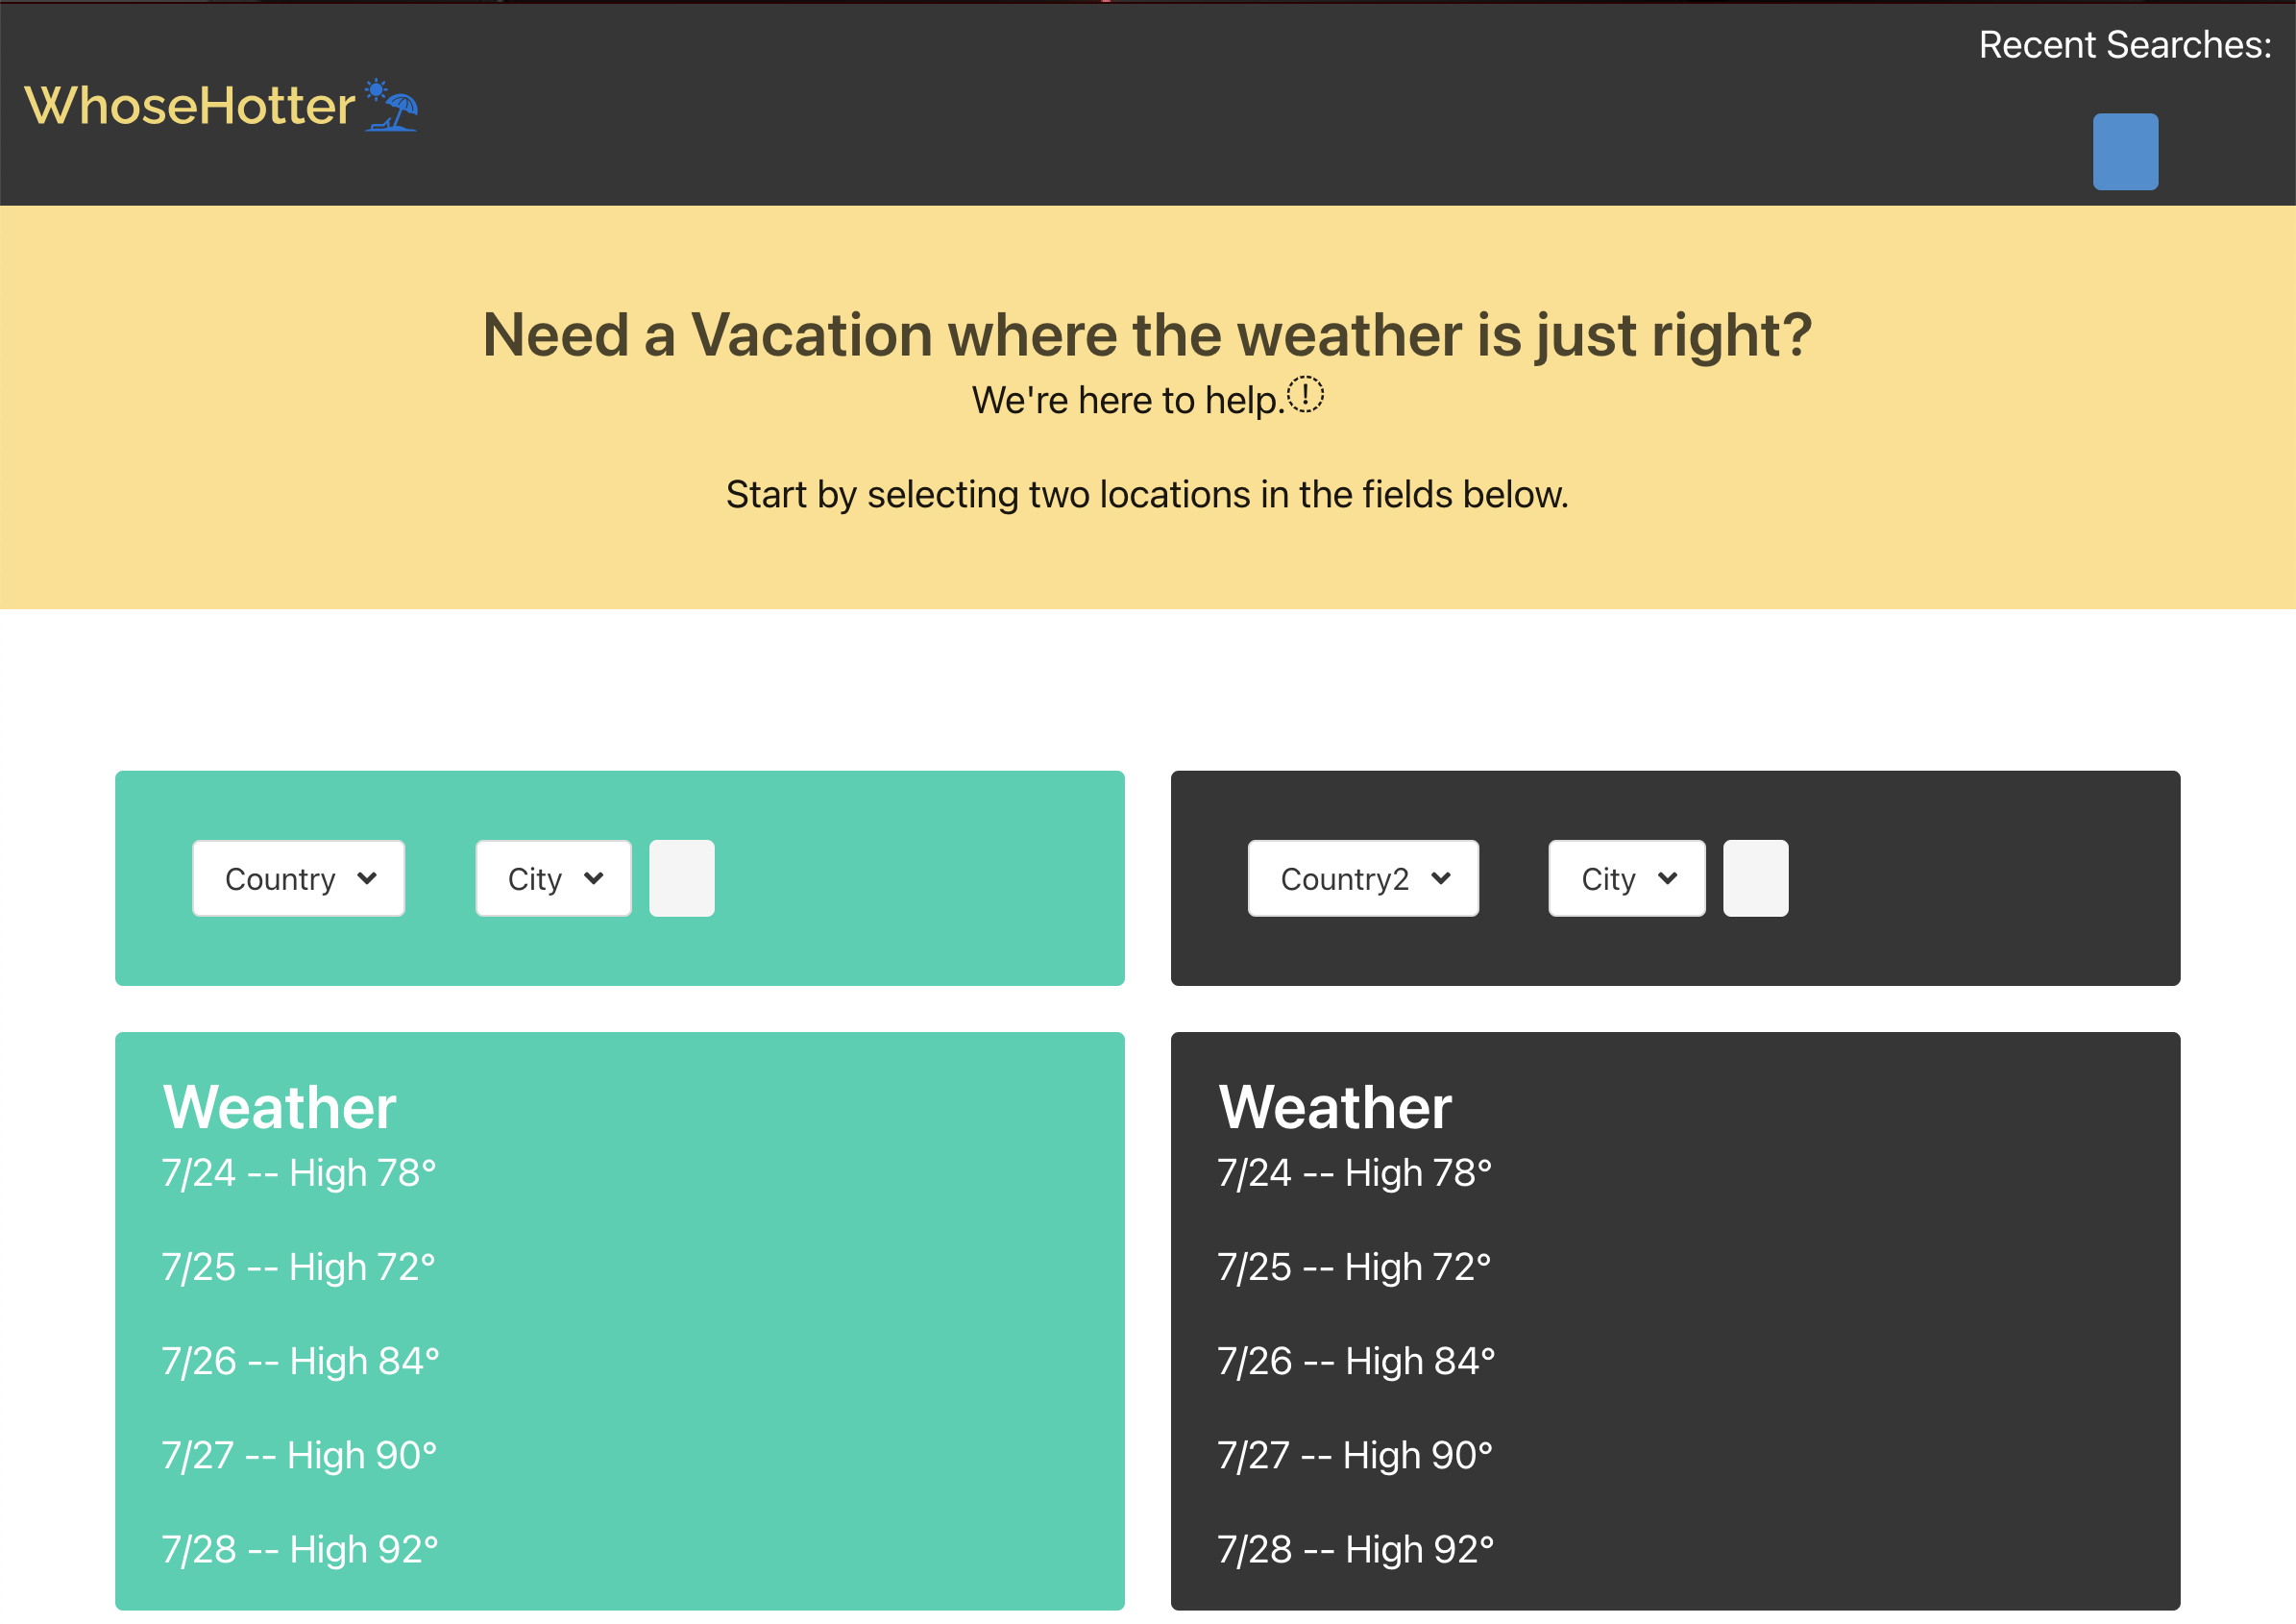 Recent Searches:
WhoseHotter
Need a Vacation where the weather is just right?
We're here to help.
Start by selecting two locations in the fields below.
Country
City
Country2
City
Weather
7/24 -- High 78°
7/25 -- High 72°
7/26 -- High 84°
7/27 -- High 90°
7/28 -- High 92°
Weather
7/24 -- High 78°
7/25 -- High 72°
7/26 -- High 84°
7/27 -- High 90°
7/28 -- High 92°